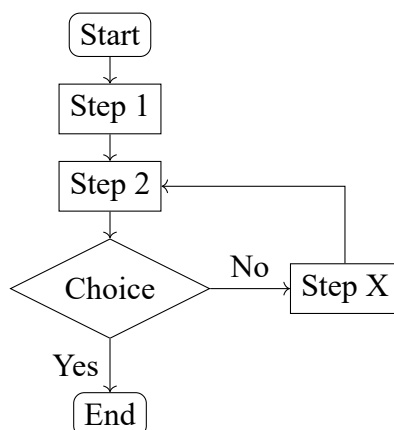 Start
Step 1
Step 2
Choice
No
Step X
Yes
End